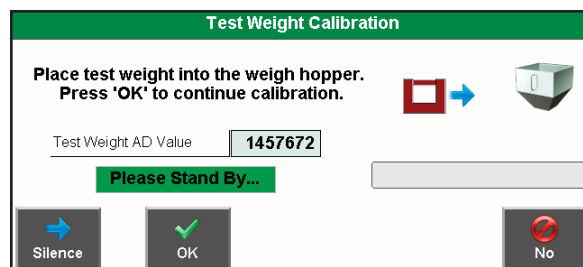 Test Weight Calibration
Place test weight into the weigh hopper.
Press 'OK' to continue calibration.
Test Weight AD Value 1457672
Please Stand By...
Silence OK No